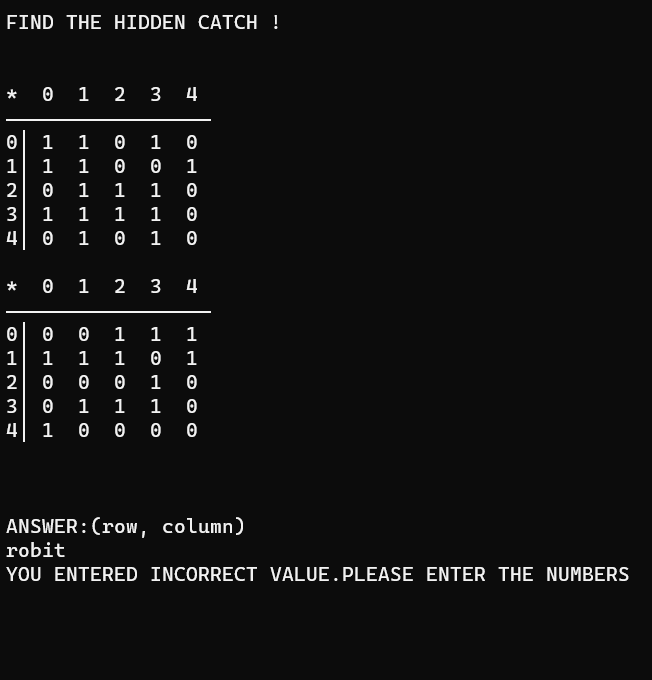 FIND THE HIDDEN CATCH !
* 0 1 2 3 4
0| 1 1 0 1 0
1| 1 1 0 0 1
2| 0 1 1 1 0
3| 1 1 1 1 0
4| 0 1 0 1 0
* 0 1 2 3 4
0| 0 0 1 1 1
1| 1 1 1 0 1
2| 0 0 0 1 0
3| 0 1 1 1 0
4| 1 0 0 0 0
ANSWER:(row, column)
robit
YOU ENTERED INCORRECT VALUE.PLEASE ENTER THE NUMBERS